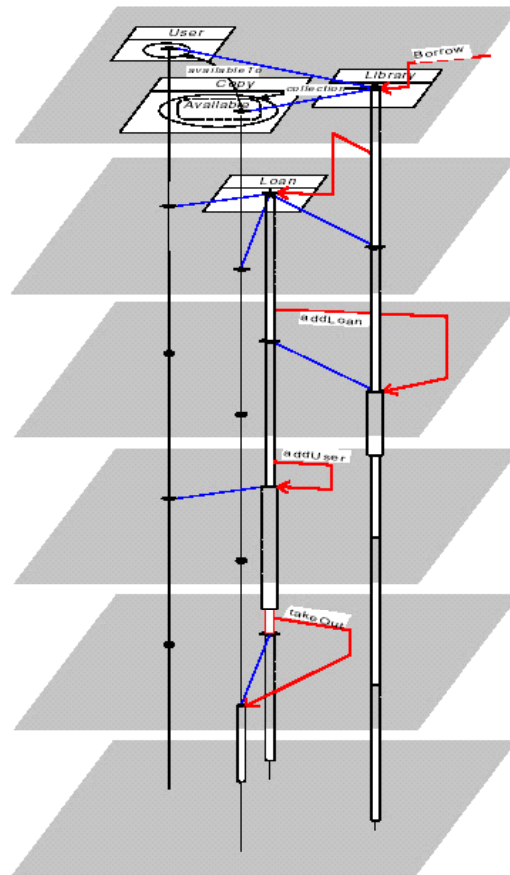 User
Borrow
availableTo
Library
Copy
collection
Available
Loan
addLoan
addUser
takeOut